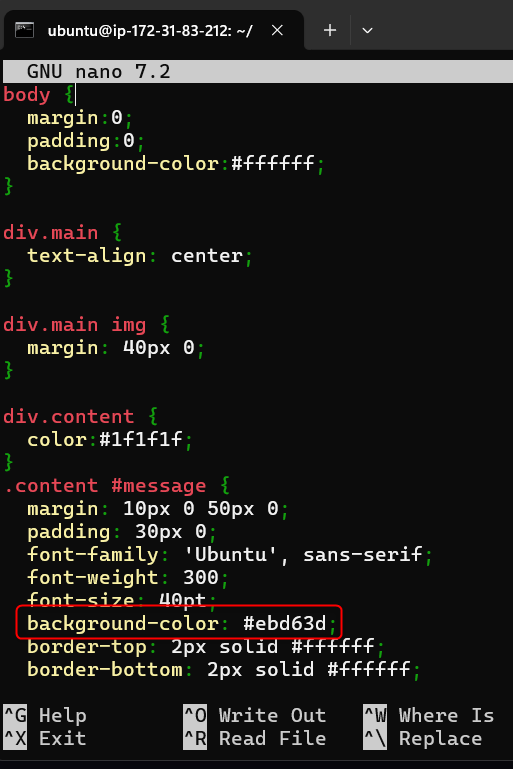 ubuntu@ip-172-31-83-212: ~/
GNU nano 7.2
body {
  margin:0;
  padding:0;
  background-color:#ffffff;
}

div.main {
  text-align: center;
}

div.main img {
  margin: 40px 0;
}

div.content {
  color:#1f1f1f;
}
.content #message {
  margin: 10px 0 50px 0;
  padding: 30px 0;
  font-family: 'Ubuntu', sans-serif;
  font-weight: 300;
  font-size: 40pt;
  background-color: #ebd63d;
  border-top: 2px solid #ffffff;
  border-bottom: 2px solid #ffffff;

^G Help ^O Write Out ^W Where Is
^X Exit ^R Read File ^\ Replace